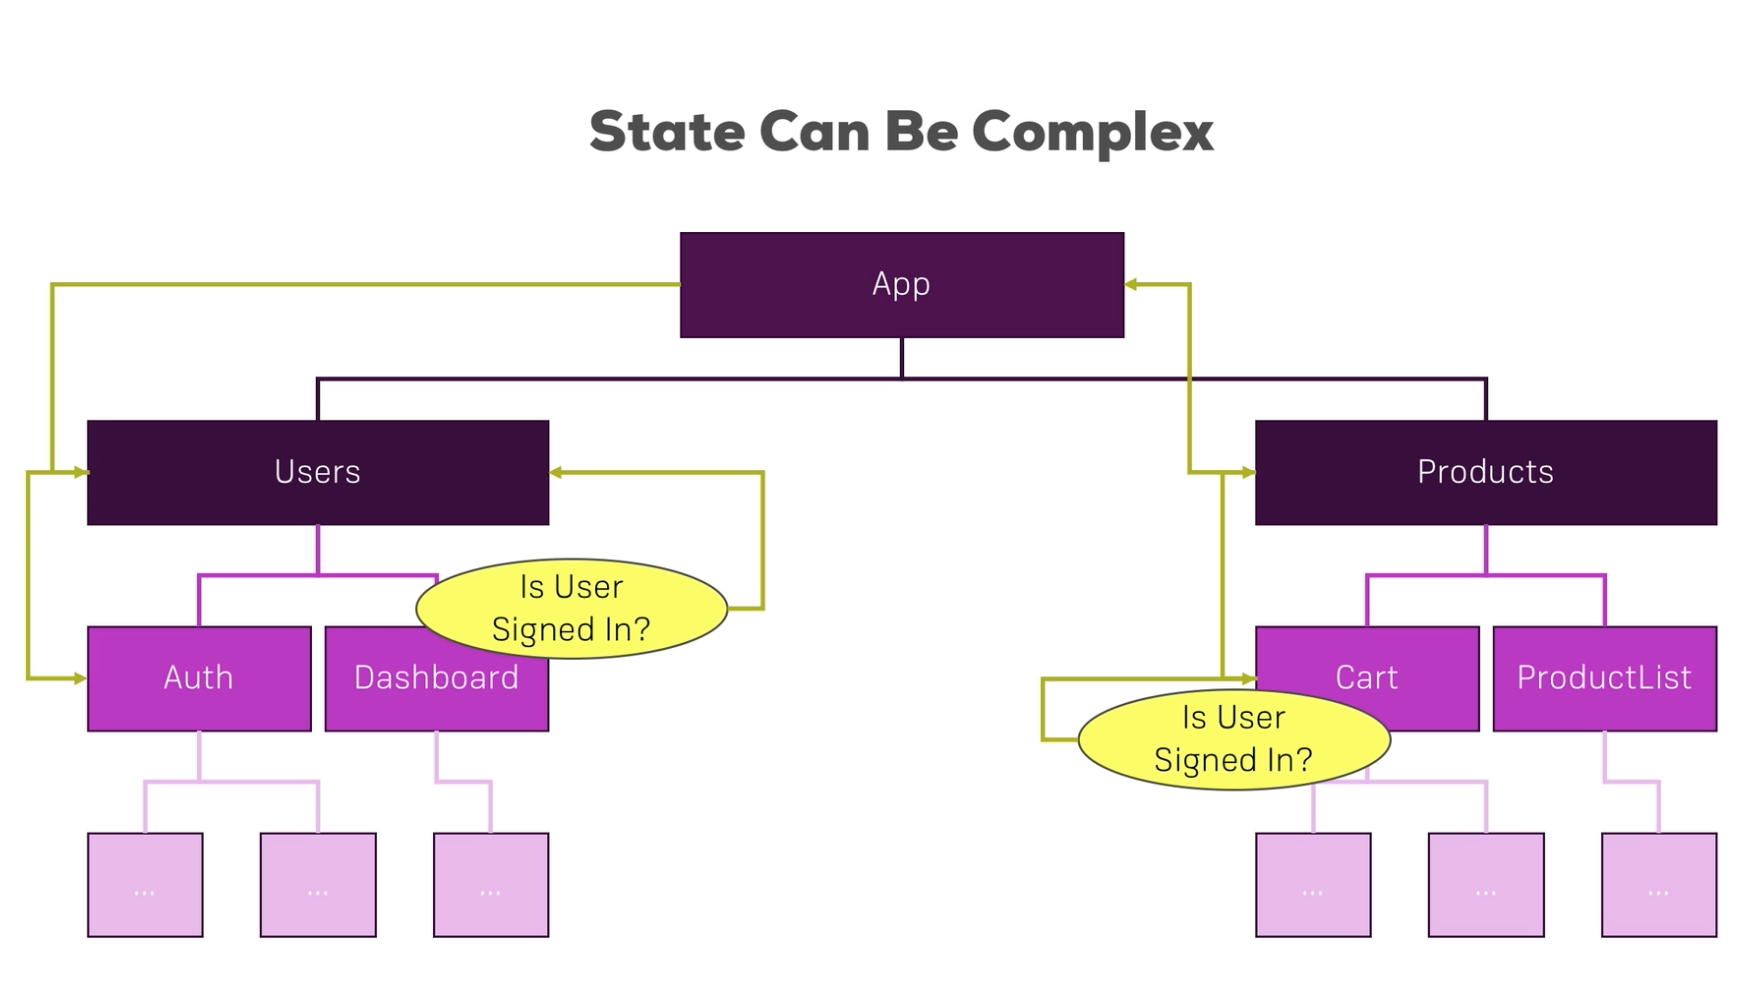 State Can Be Complex
App
Users
Products
Is User
Signed In?
Auth
Dashboard
Cart
ProductList
Is User
Signed In?
...
...
...
...
...
...